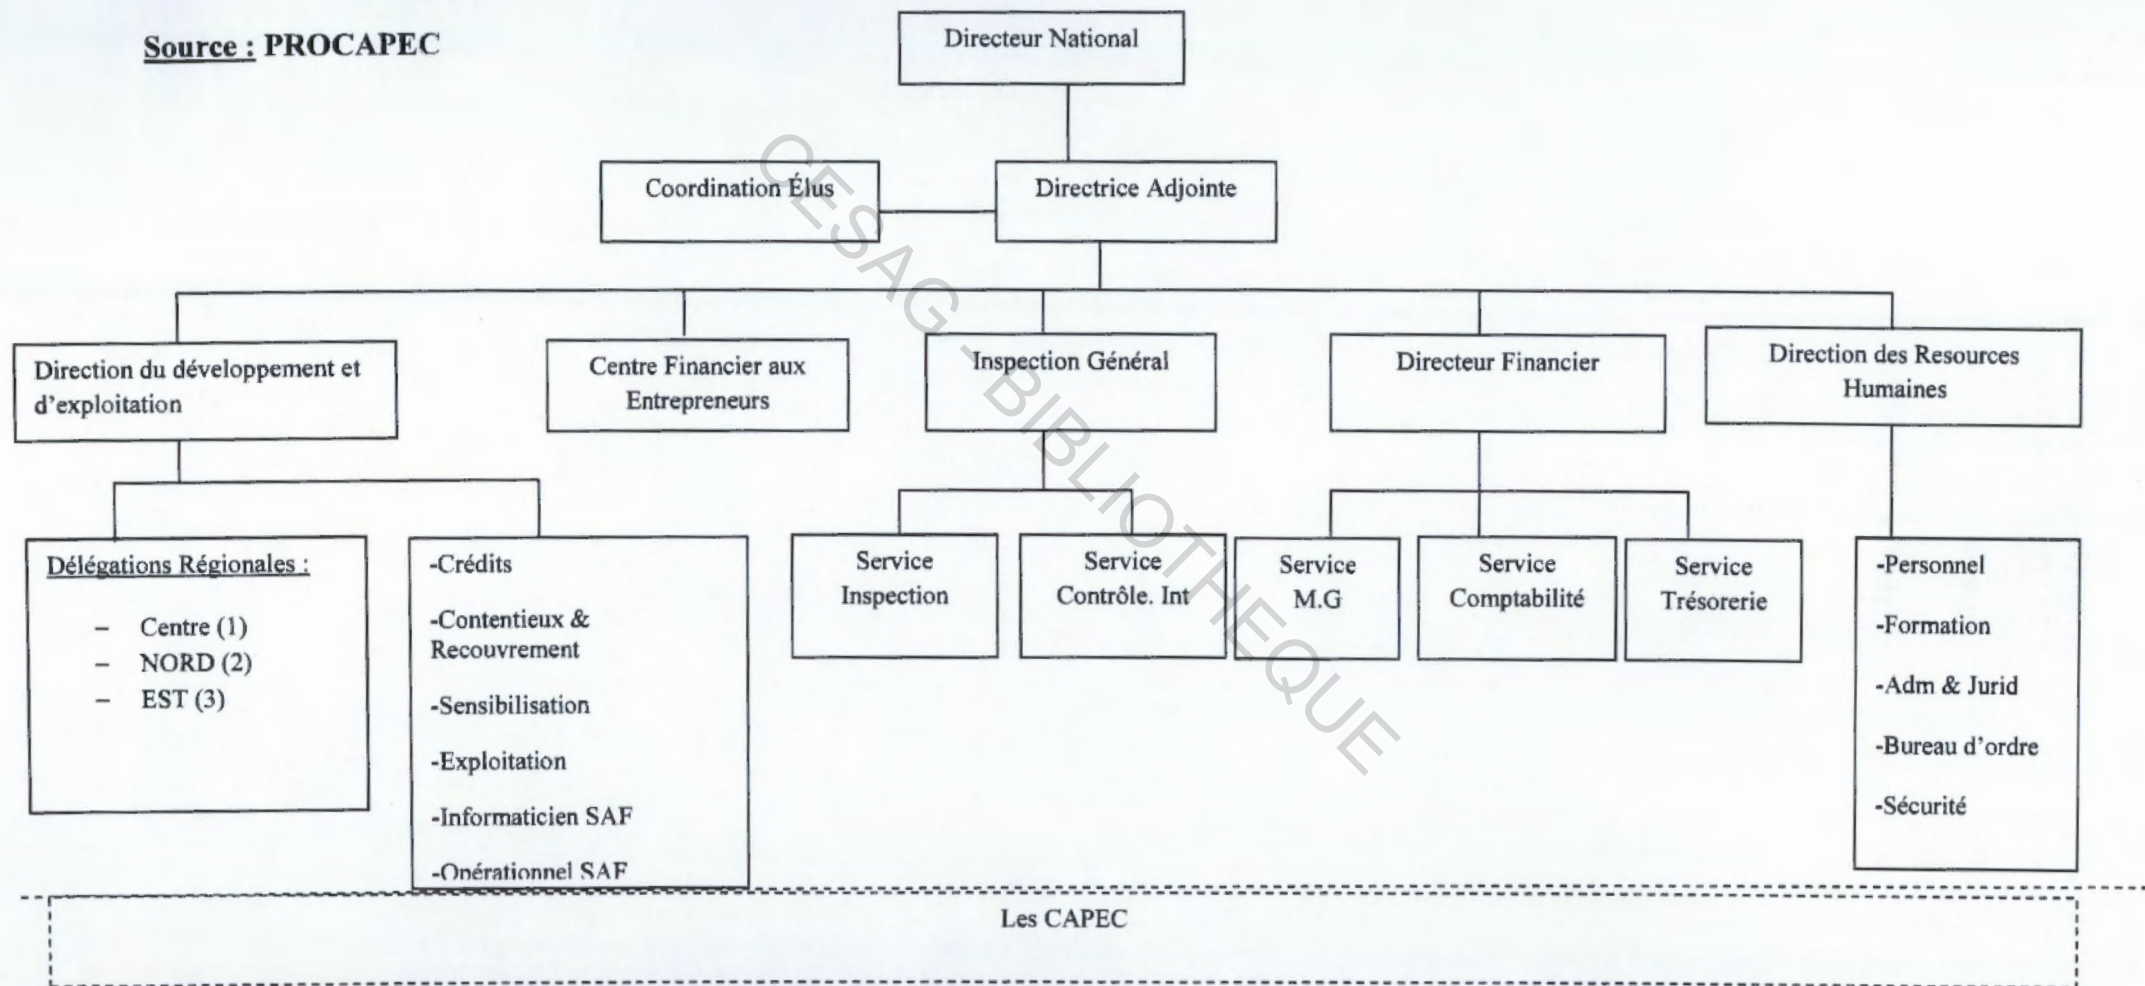 Source : PROCAPEC
Directeur National
Coordination Élus
Directrice Adjointe
Direction du développement et
d'exploitation
Centre Financier aux
Entrepreneurs
Inspection Général
Directeur Financier
Direction des Resources
Humaines
Délégations Régionales :
– Centre (1)
– NORD (2)
– EST (3)
-Crédits
-Contentieux &
Recouvrement
-Sensibilisation
-Exploitation
-Informaticien SAF
-Opérationnel SAF
Service
Inspection
Service
Contrôle. Int
Service
M.G
Service
Comptabilité
Service
Trésorerie
-Personnel
-Formation
-Adm & Jurid
-Bureau d'ordre
-Sécurité
Les CAPEC
CESAG - BIBLIOTHEQUE